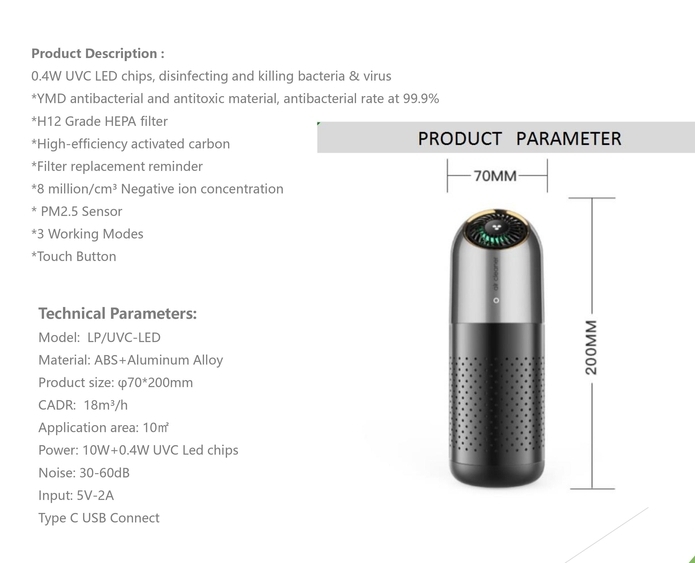 Product Description :
0.4W UVC LED chips, disinfecting and killing bacteria & virus
*YMD antibacterial and antitoxic material, antibacterial rate at 99.9%
*H12 Grade HEPA filter
*High-efficiency activated carbon
*Filter replacement reminder
*8 million/cm³ Negative ion concentration
* PM2.5 Sensor
*3 Working Modes
*Touch Button
Technical Parameters:
Model:  LP/UVC-LED
Material: ABS+Aluminum Alloy
Product size: φ70*200mm
CADR:  18m³/h
Application area: 10㎡
Power: 10W+0.4W UVC Led chips
Noise: 30-60dB
Input: 5V-2A
Type C USB Connect
PRODUCT PARAMETER
70MM
200MM